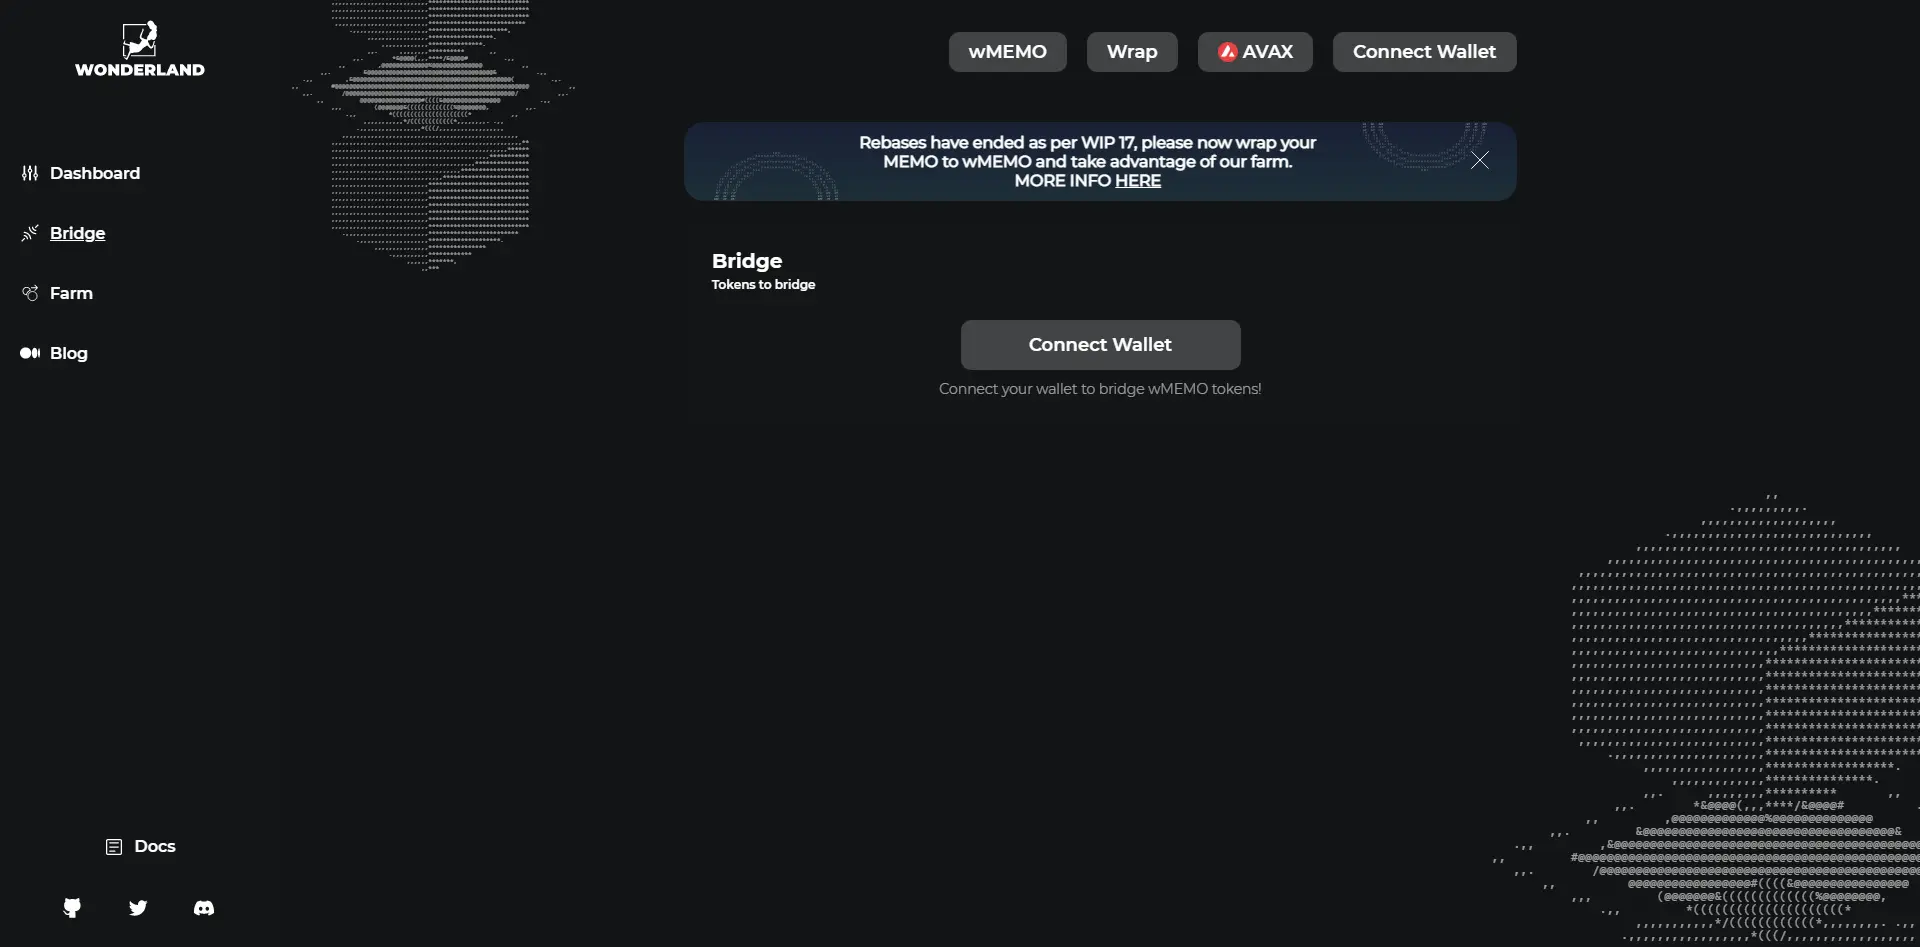 WONDERLAND
wMEMO
Wrap
AVAX
Connect Wallet
Rebases have ended as per WIP 17, please now wrap your
MEMO to wMEMO and take advantage of our farm.
MORE INFO HERE
Dashboard
Bridge
Farm
Blog
Bridge
Tokens to bridge
Connect Wallet
Connect your wallet to bridge wMEMO tokens!
Docs